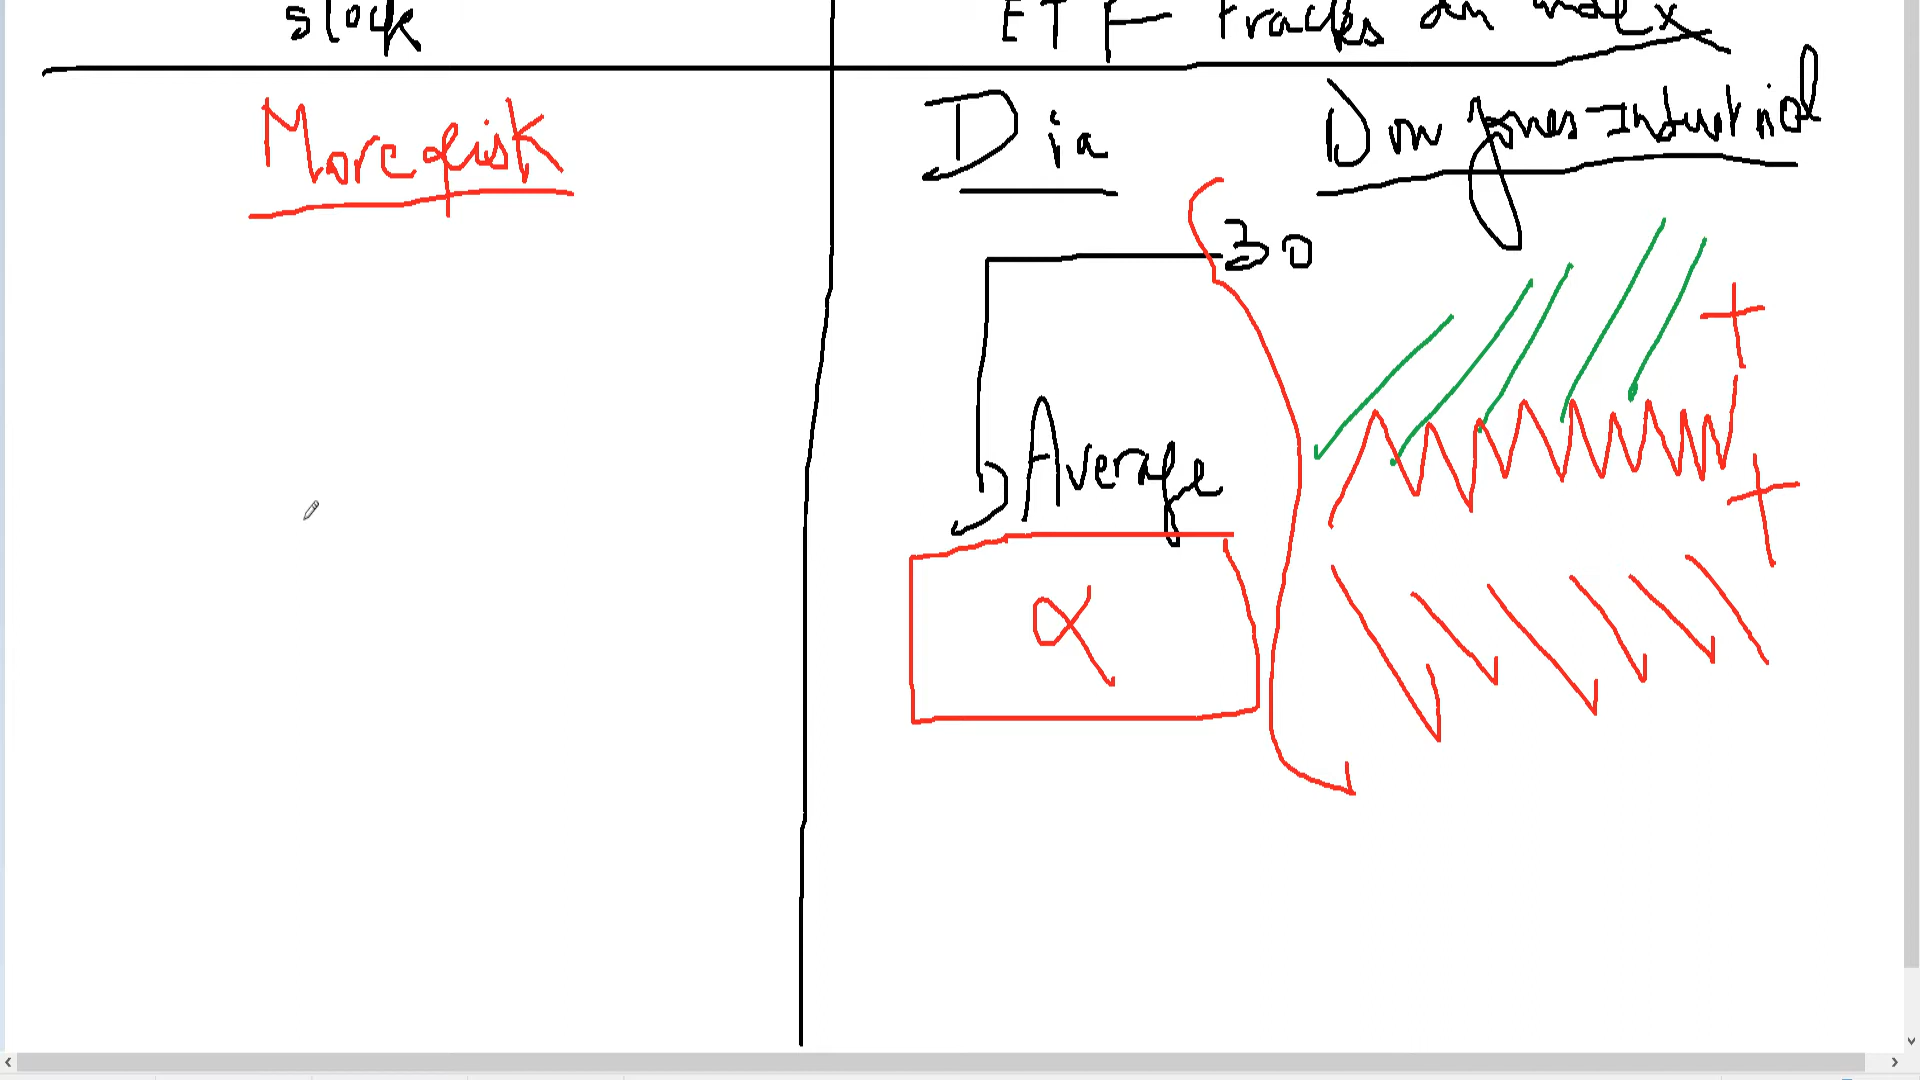 stock
ETF Tracks an index
More risk
Dia Dow Jones-Industrial
30
Average
α